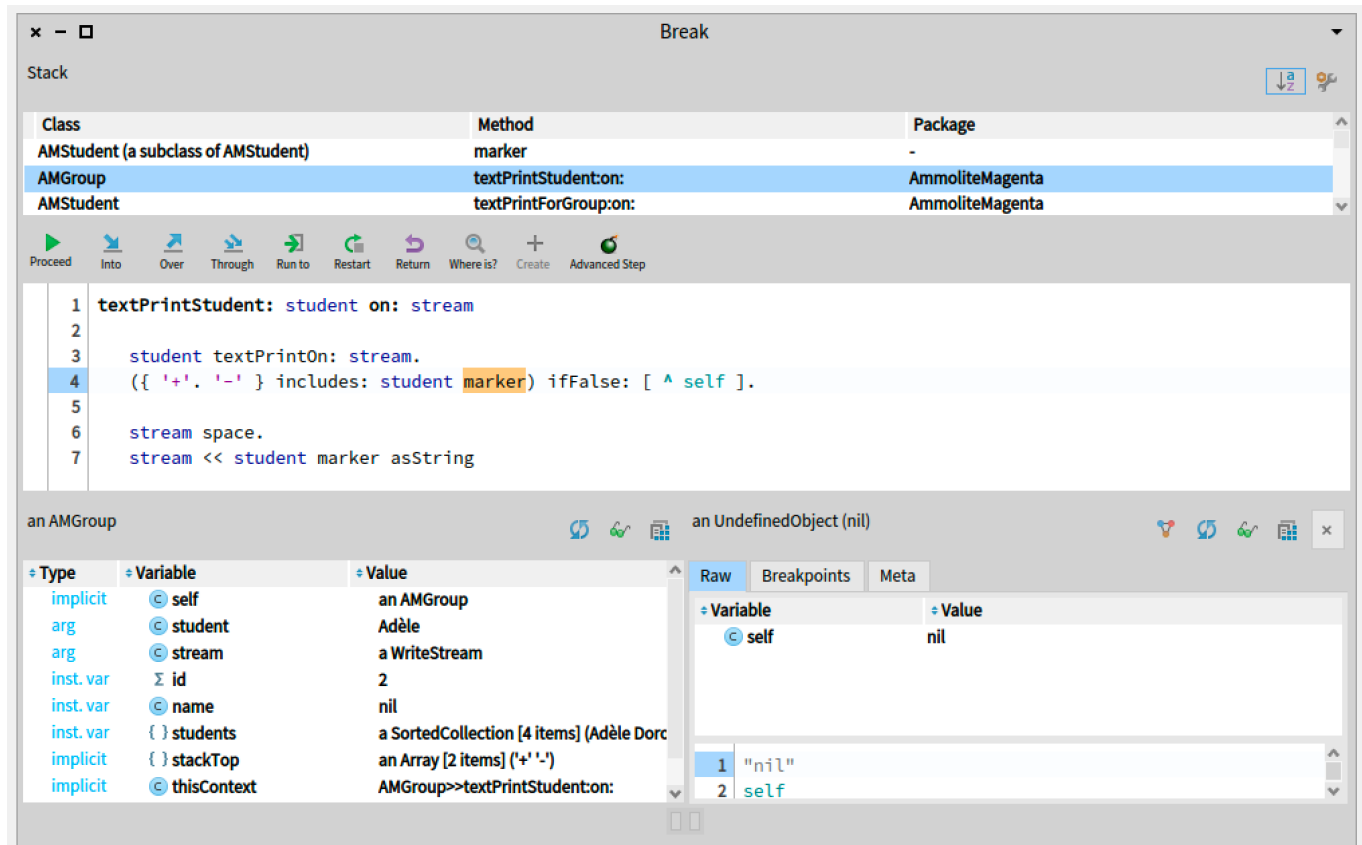 Break
Stack
Class Method Package
AMStudent (a subclass of AMStudent) marker -
AMGroup textPrintStudent:on: AmmoliteMagenta
AMStudent textPrintForGroup:on: AmmoliteMagenta
Proceed Into Over Through Run to Restart Return Where is? Create Advanced Step
1 textPrintStudent: student on: stream
2
3 student textPrintOn: stream.
4 ({ '+'. '-' } includes: student marker) ifFalse: [ ^ self ].
5
6 stream space.
7 stream << student marker asString
an AMGroup
Type Variable Value
implicit self an AMGroup
arg student Adèle
arg stream a WriteStream
inst. var id 2
inst. var name nil
inst. var students a SortedCollection [4 items] (Adèle Dorc
implicit stackTop an Array [2 items] ('+' '-')
implicit thisContext AMGroup>>textPrintStudent:on:
an UndefinedObject (nil)
Raw Breakpoints Meta
Variable Value
self nil
1 "nil"
2 self